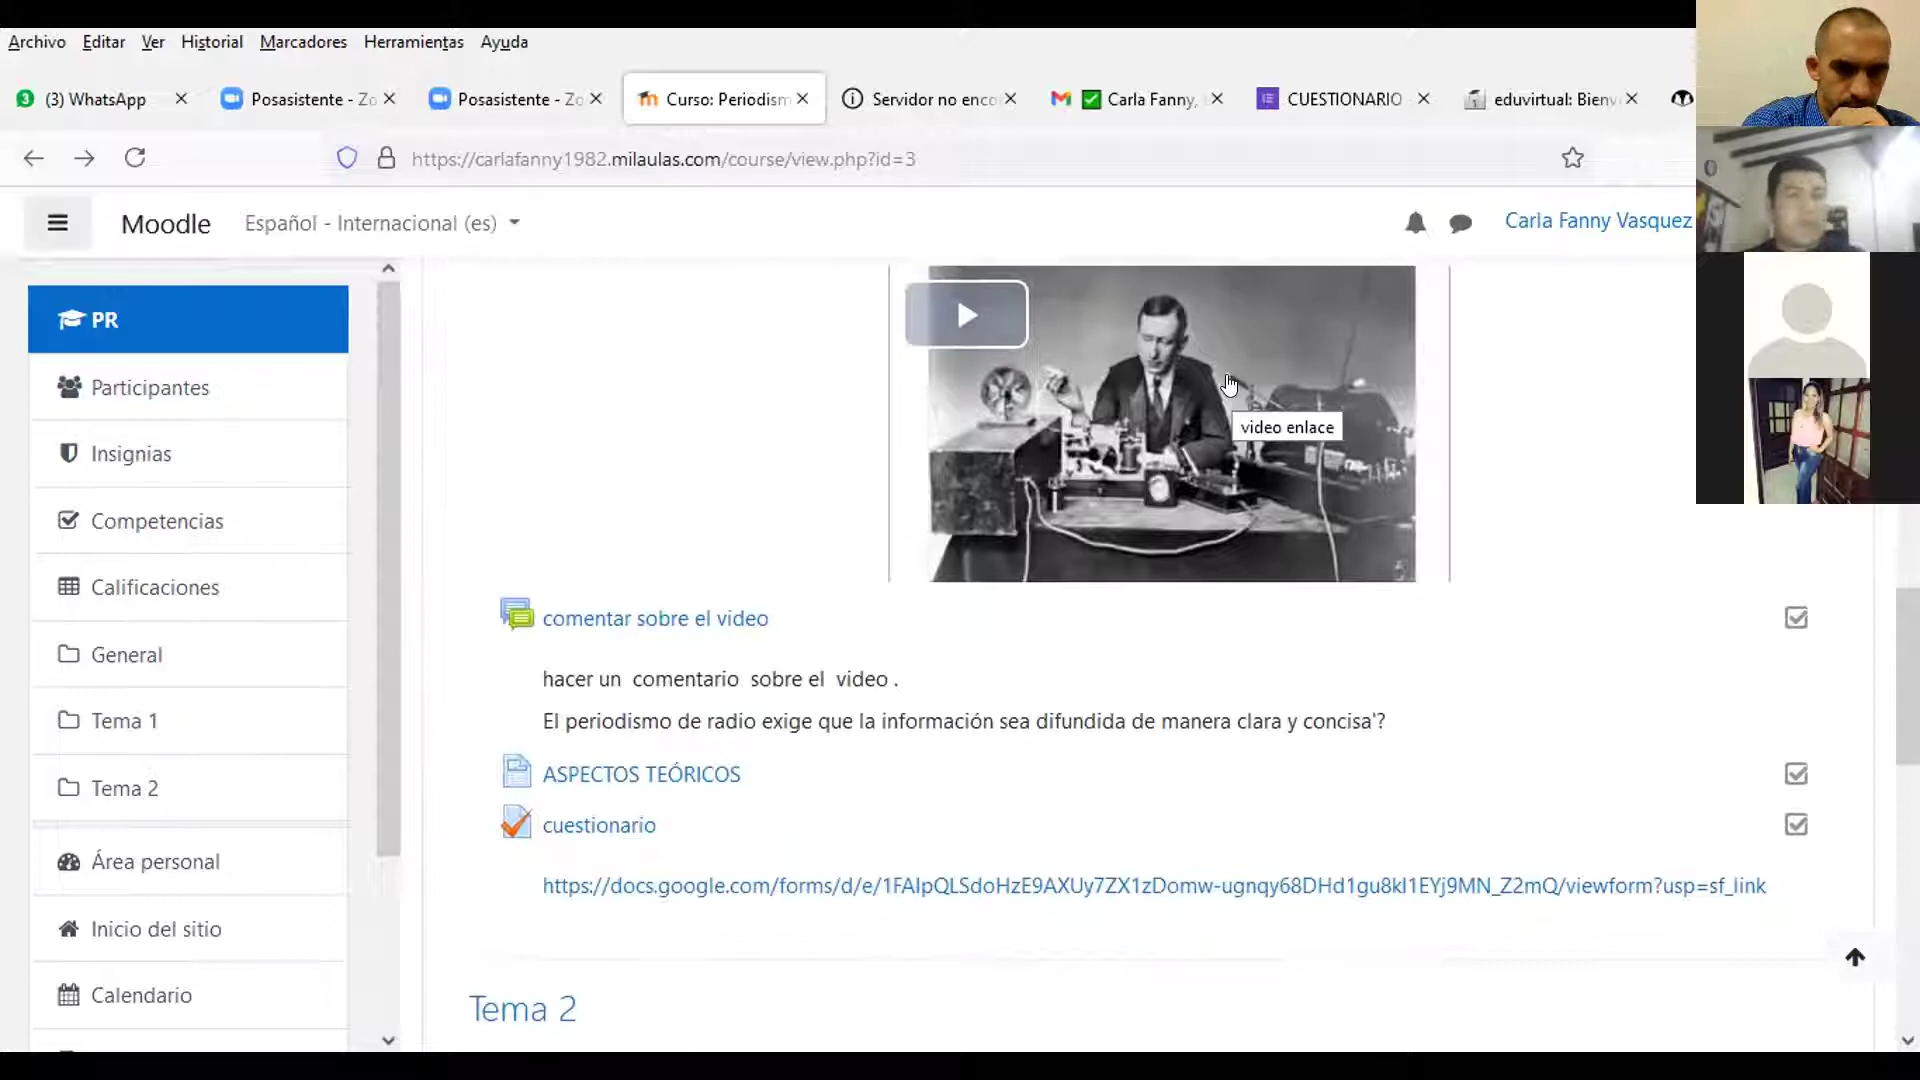 Archivo Editar Ver Historial Marcadores Herramientas Ayuda
(3) WhatsApp Posasistente - Zo Posasistente - Zo Curso: Periodism Servidor no enco Carla Fanny, CUESTIONARIO eduvirtual: Bienv
https://carlafanny1982.milaulas.com/course/view.php?id=3
Moodle Español - Internacional (es) Carla Fanny Vasquez
PR
Participantes
Insignias
Competencias
Calificaciones
General
Tema 1
Tema 2
Área personal
Inicio del sitio
Calendario
video enlace
comentar sobre el video
hacer un comentario sobre el video .
El periodismo de radio exige que la información sea difundida de manera clara y concisa'?
ASPECTOS TEÓRICOS
cuestionario
https://docs.google.com/forms/d/e/1FAIpQLSdoHzE9AXUy7ZX1zDomw-ugnqy68DHd1gu8kI1EYj9MN_Z2mQ/viewform?usp=sf_link
Tema 2